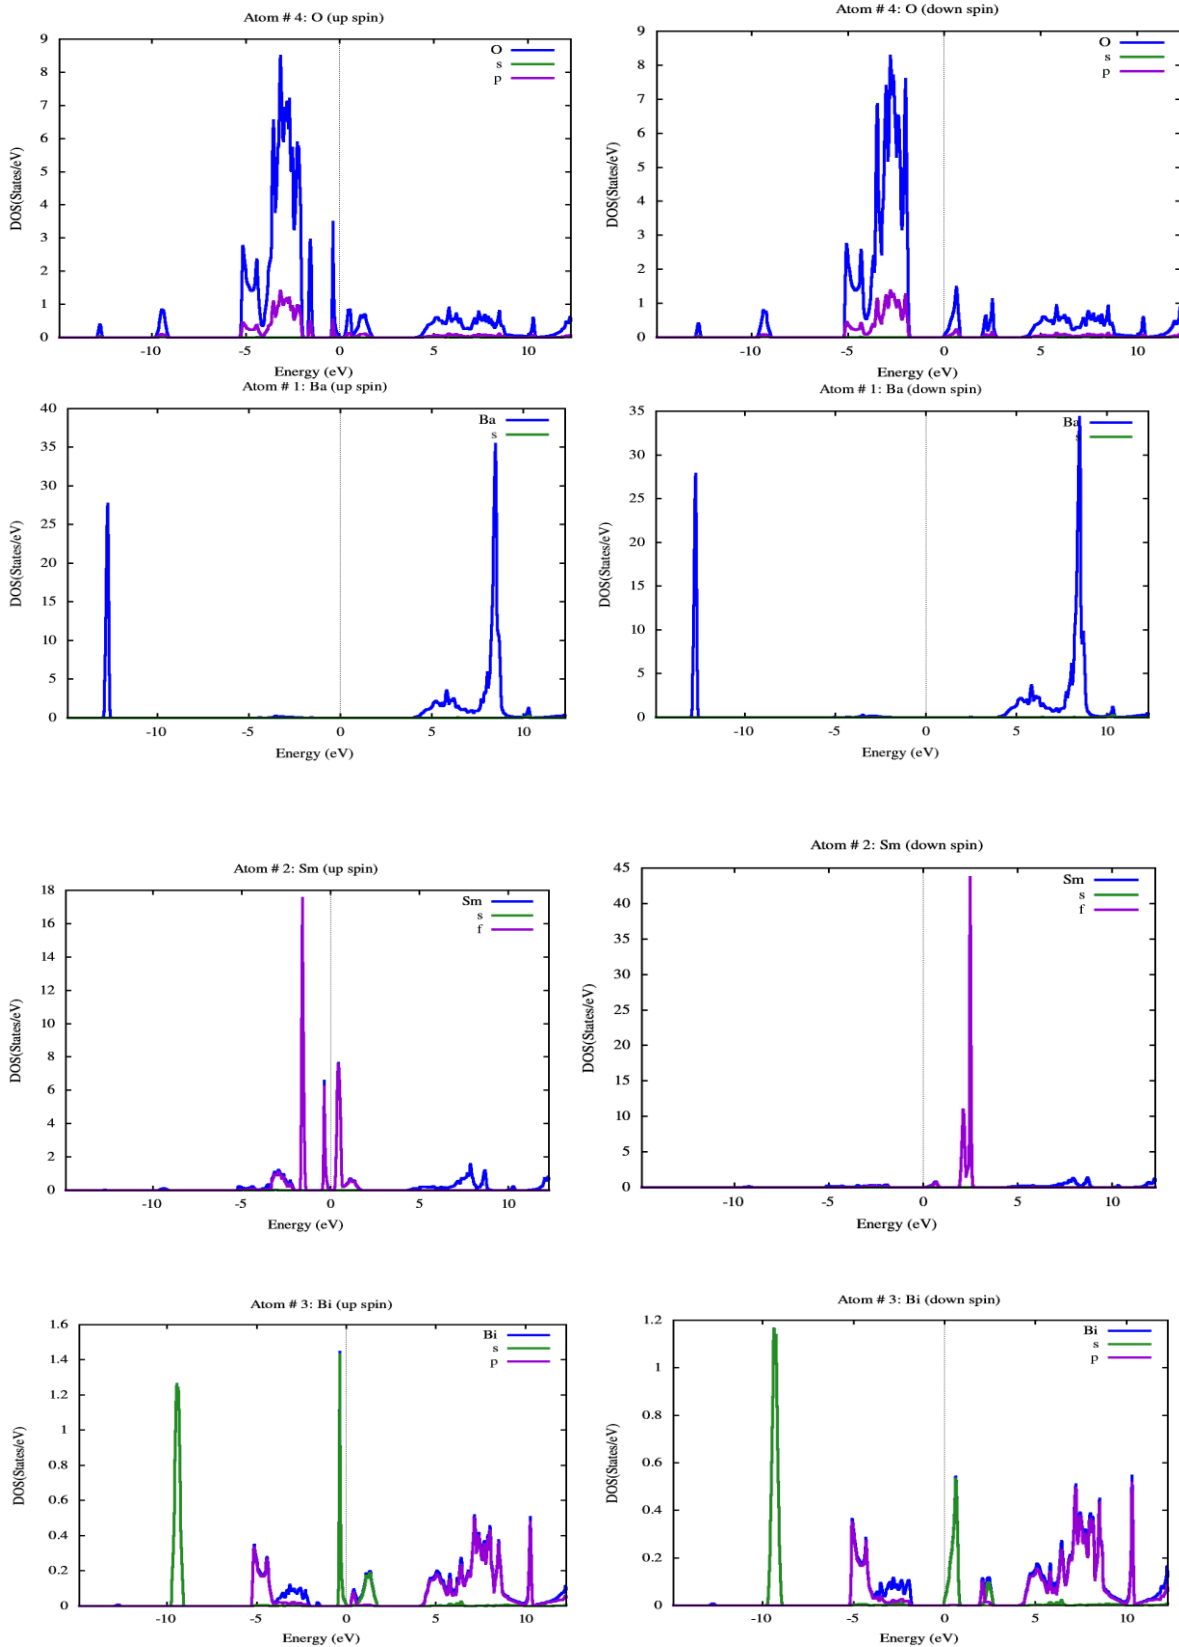 Atom # 4: O (up spin)
DOS(States/eV)
9
8
7
6
5
4
3
2
1
0
O
s
p
-10
-5
0
5
10
Energy (eV)
Atom # 4: O (down spin)
DOS(States/eV)
9
8
7
6
5
4
3
2
1
0
O
s
p
-10
-5
0
5
10
Energy (eV)
Atom # 1: Ba (up spin)
DOS(States/eV)
40
35
30
25
20
15
10
5
0
Ba
s
-10
-5
0
5
10
Energy (eV)
Atom # 1: Ba (down spin)
DOS(States/eV)
35
30
25
20
15
10
5
0
Ba
s
-10
-5
0
5
10
Energy (eV)
Atom # 2: Sm (up spin)
DOS(States/eV)
18
16
14
12
10
8
6
4
2
0
Sm
s
f
-10
-5
0
5
10
Energy (eV)
Atom # 2: Sm (down spin)
DOS(States/eV)
45
40
35
30
25
20
15
10
5
0
Sm
s
f
-10
-5
0
5
10
Energy (eV)
Atom # 3: Bi (up spin)
DOS(States/eV)
1.6
1.4
1.2
1
0.8
0.6
0.4
0.2
0
Bi
s
p
-10
-5
0
5
10
Energy (eV)
Atom # 3: Bi (down spin)
DOS(States/eV)
1.2
1
0.8
0.6
0.4
0.2
0
Bi
s
p
-10
-5
0
5
10
Energy (eV)